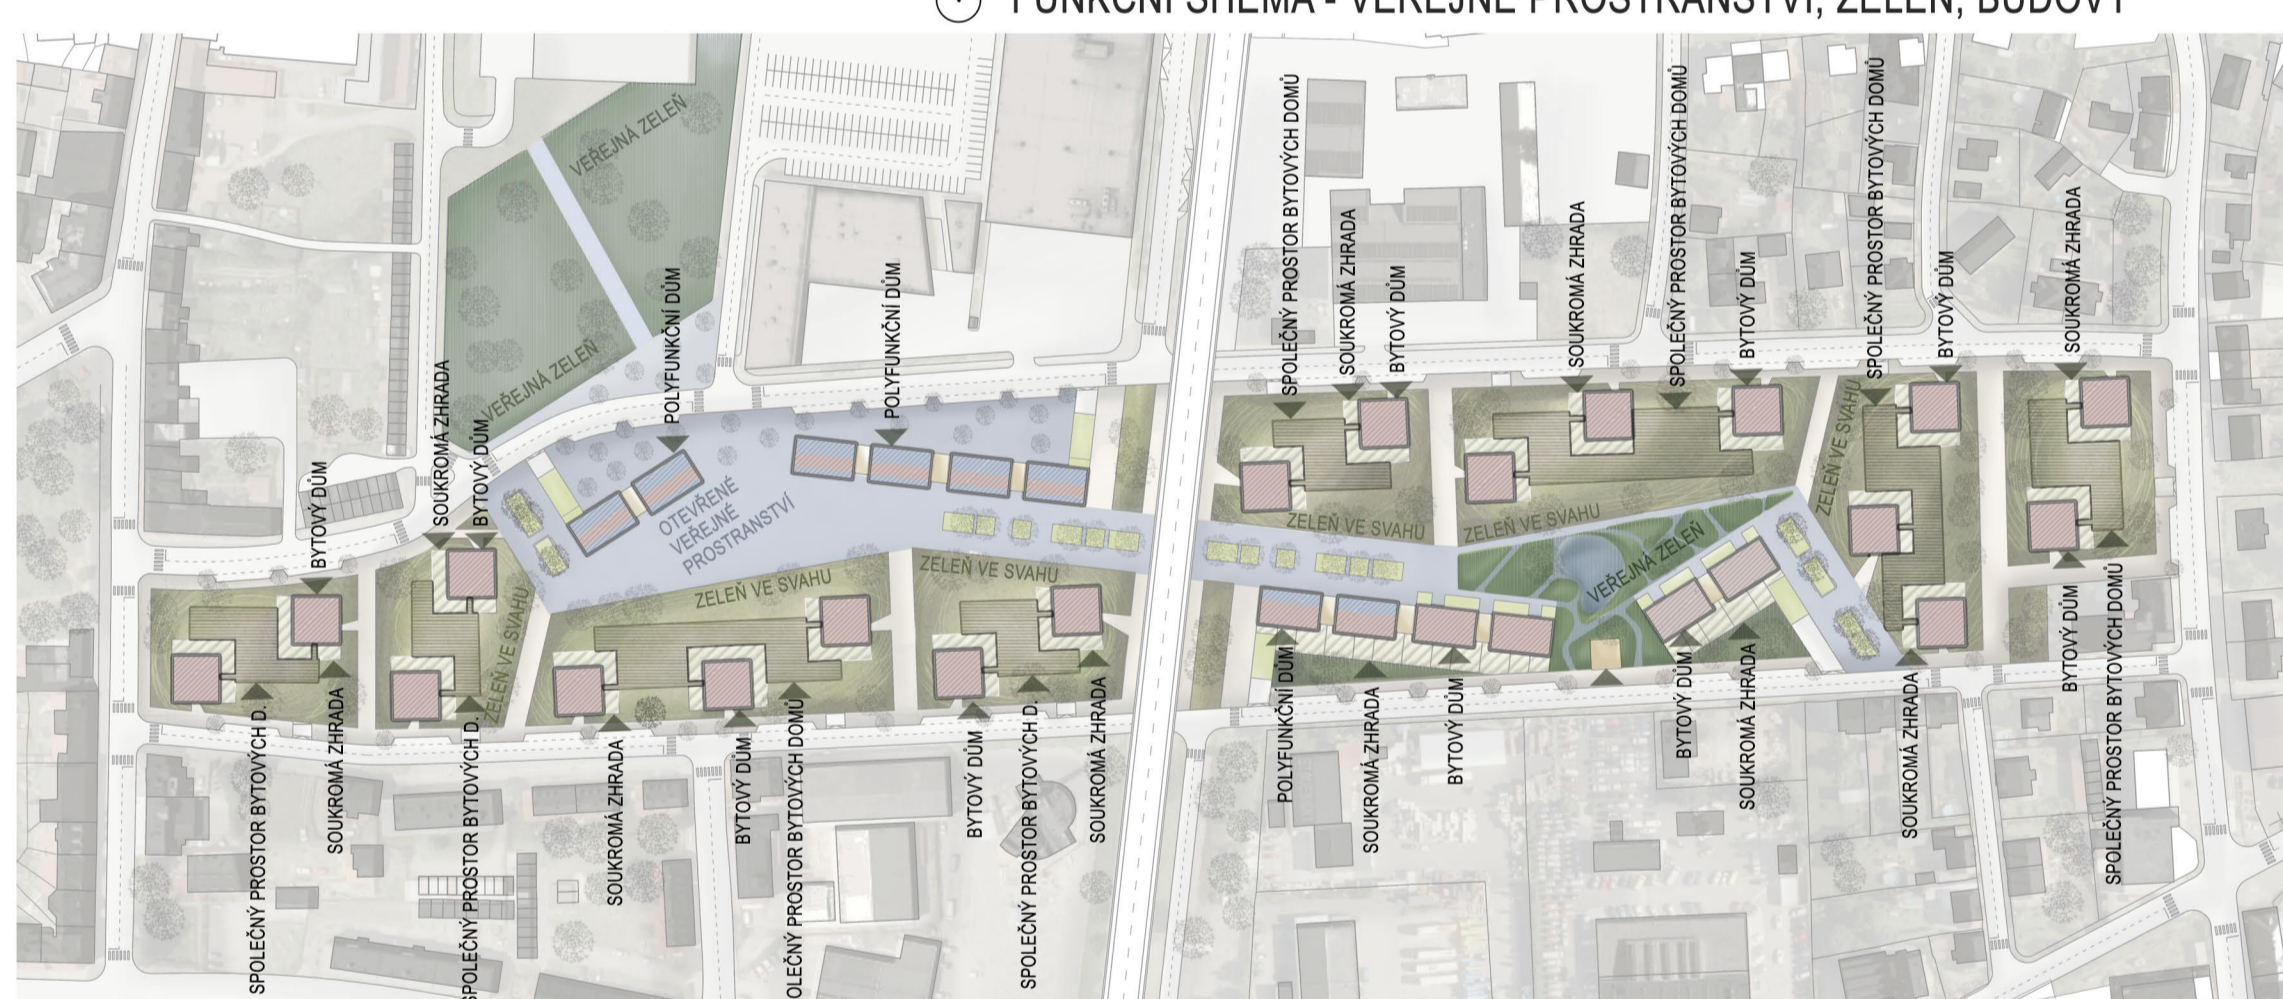 FUNKČNÍ SHÉMA - VEŘEJNÉ PROSTRANSTVÍ, ZELEŇ, BUDOVY
VEŘEJNÁ ZELEŇ
VEŘEJNÁ ZELEŇ
SOUKROMÁ ZHRADA
BYTOVÝ DŮM
BYTOVÝ DŮM
POLYFUNKČNÍ DŮM
POLYFUNKČNÍ DŮM
SPOLEČNÝ PROSTOR BYTOVÝCH DOMŮ
SOUKROMÁ ZHRADA
BYTOVÝ DŮM
SOUKROMÁ ZHRADA
SPOLEČNÝ PROSTOR BYTOVÝCH DOMŮ
BYTOVÝ DŮM
SPOLEČNÝ PROSTOR BYTOVÝCH DOMŮ
BYTOVÝ DŮM
SOUKROMÁ ZHRADA
OTEVŘENÉ
VEŘEJNÉ
PROSTRANSTVÍ
ZELEŇ VE SVAHU
ZELEŇ VE SVAHU
ZELEŇ VE SVAHU
ZELEŇ VE SVAHU
ZELEŇ VE SVAHU
ZELEŇ VE SVAHU
VEŘEJNÁ ZELEŇ
SPOLEČNÝ PROSTOR BYTOVÝCH D.
SOUKROMÁ ZHRADA
SPOLEČNÝ PROSTOR BYTOVÝCH D.
SOUKROMÁ ZHRADA
BYTOVÝ DŮM
OLEČNÝ PROSTOR BYTOVÝCH DOMŮ
BYTOVÝ DŮM
SPOLEČNÝ PROSTOR BYTOVÝCH D.
SOUKROMÁ ZHRADA
POLYFUNKČNÍ DŮM
SOUKROMÁ ZHRADA
BYTOVÝ DŮM
BYTOVÝ DŮM
SOUKROMÁ ZHRADA
SOUKROMÁ ZHRADA
BYTOVÝ DŮM
SPOLEČNÝ PROSTOR BYTOVÝCH DOMŮ